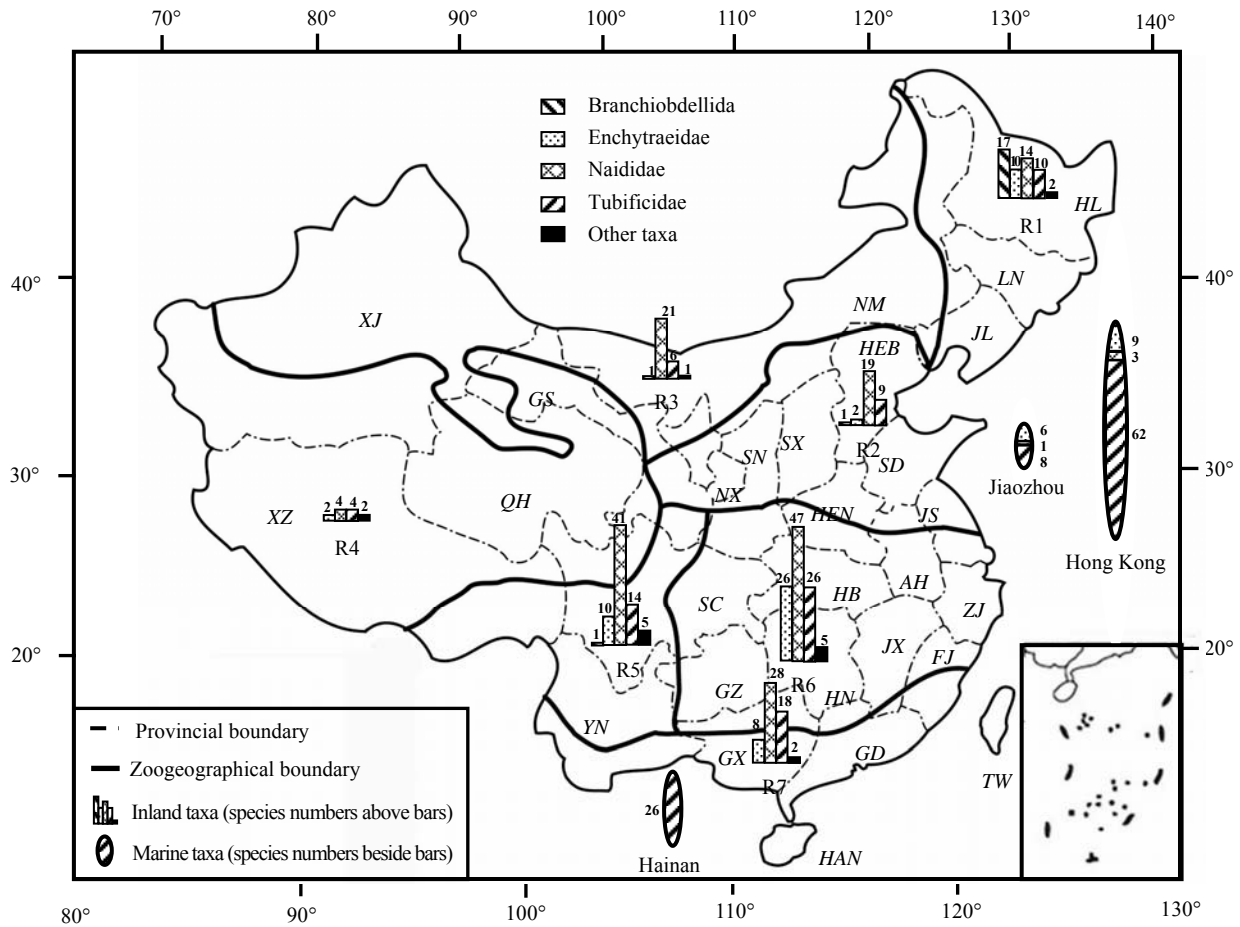 70° 80° 90° 100° 110° 120° 130° 140°
Branchiobdellida
Enchytraeidae
Naididae
Tubificidae
Other taxa
17 10 14 10 2
R1
HL
LN
JL
NM
40° 40°
XJ
HEB
21
1 6 1
R3
GS
19
1 2 9
R2
SX
SN
SD
9
3
62
Hong Kong
6
1
8
Jiaozhou
30° 30°
NX
QH
HEN
JS
XZ
2 4 4 2
R4
41
1 10 14 5
R5
47
26 26 5
R6
SC
HB
AH
ZJ
JX
FJ
20° 20°
GZ
HN
28
8 18 2
R7
YN
GX
GD
TW
26
Hainan
HAN
Provincial boundary
Zoogeographical boundary
Inland taxa (species numbers above bars)
Marine taxa (species numbers beside bars)
80° 90° 100° 110° 120° 130°